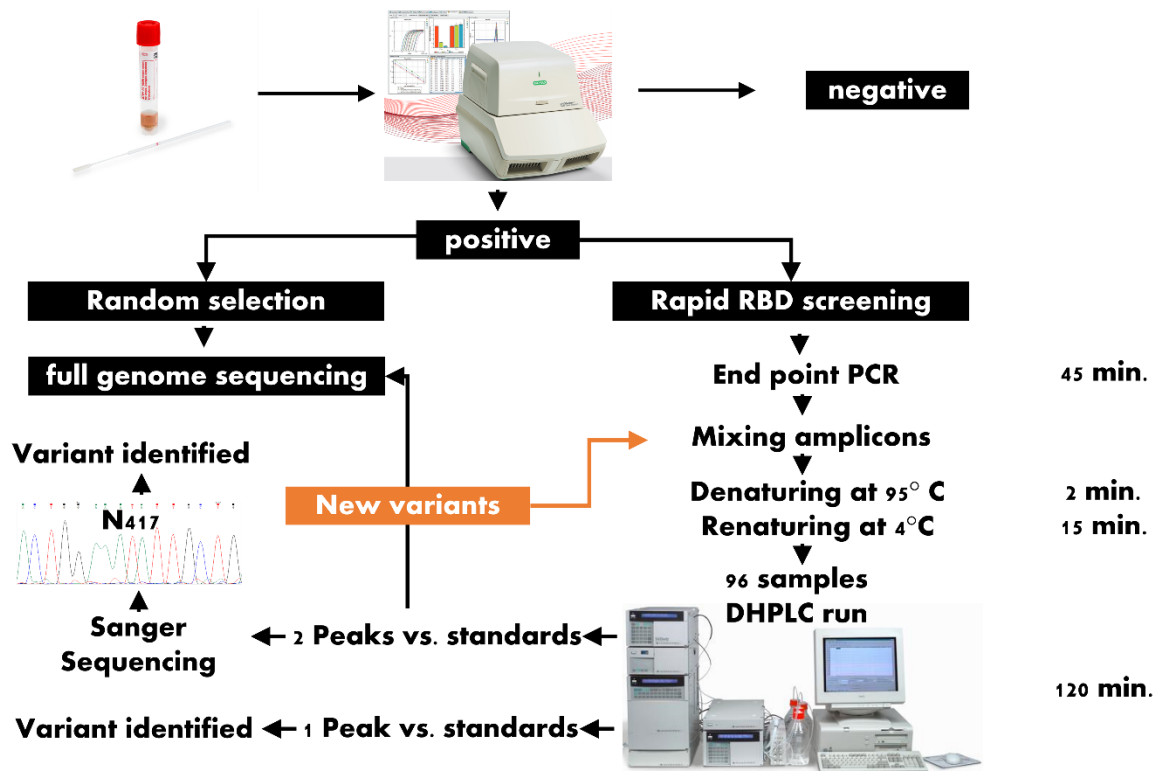 negative
positive
Random selection
Rapid RBD screening
full genome sequencing
End point PCR
45 min.
Mixing amplicons
Variant identified
New variants
Denaturing at 95° C
2 min.
N417
Renaturing at 4°C
15 min.
96 samples
DHPLC run
Sanger
Sequencing
2 Peaks vs. standards
120 min.
Variant identified
1 Peak vs. standards